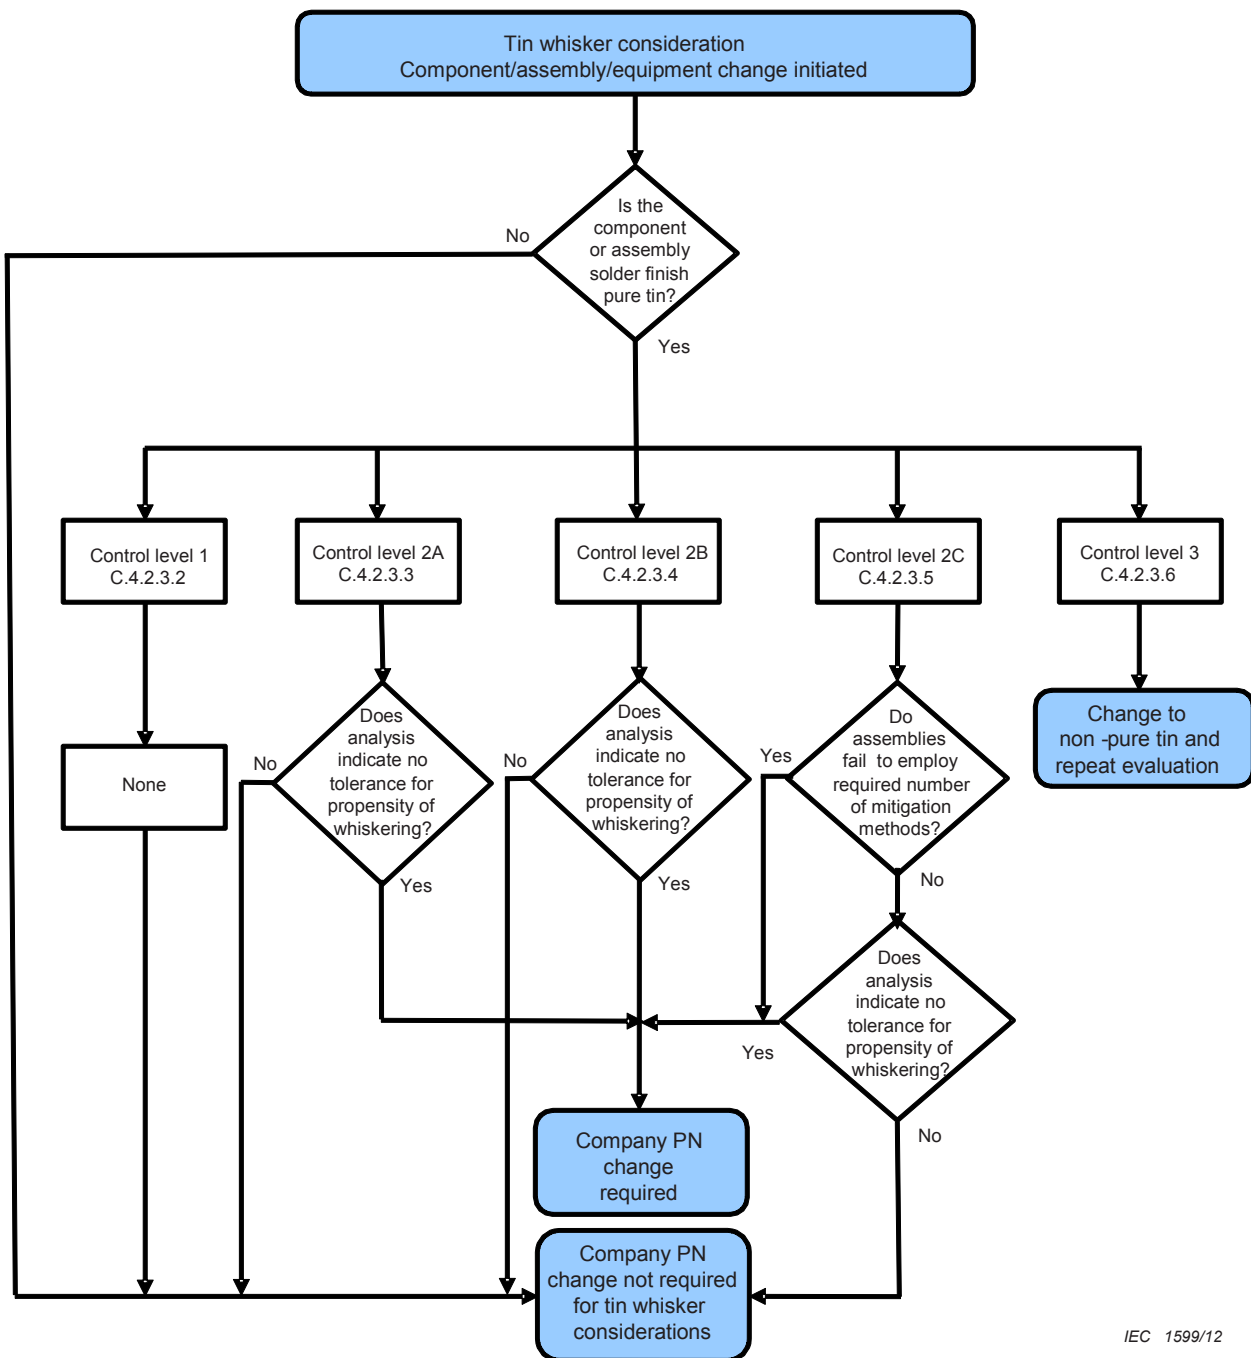 Tin whisker consideration
Component/assembly/equipment change initiated
Is the
component
or assembly
solder finish
pure tin?
No
Yes
Control level 1
C.4.2.3.2
Control level 2A
C.4.2.3.3
Control level 2B
C.4.2.3.4
Control level 2C
C.4.2.3.5
Control level 3
C.4.2.3.6
None
Does
analysis
indicate no
tolerance for
propensity of
whiskering?
No
Yes
Does
analysis
indicate no
tolerance for
propensity of
whiskering?
No
Yes
Do
assemblies
fail to employ
required number
of mitigation
methods?
Yes
No
Change to
non -pure tin and
repeat evaluation
Does
analysis
indicate no
tolerance for
propensity of
whiskering?
Yes
No
Company PN
change
required
Company PN
change not required
for tin whisker
considerations
IEC 1599/12